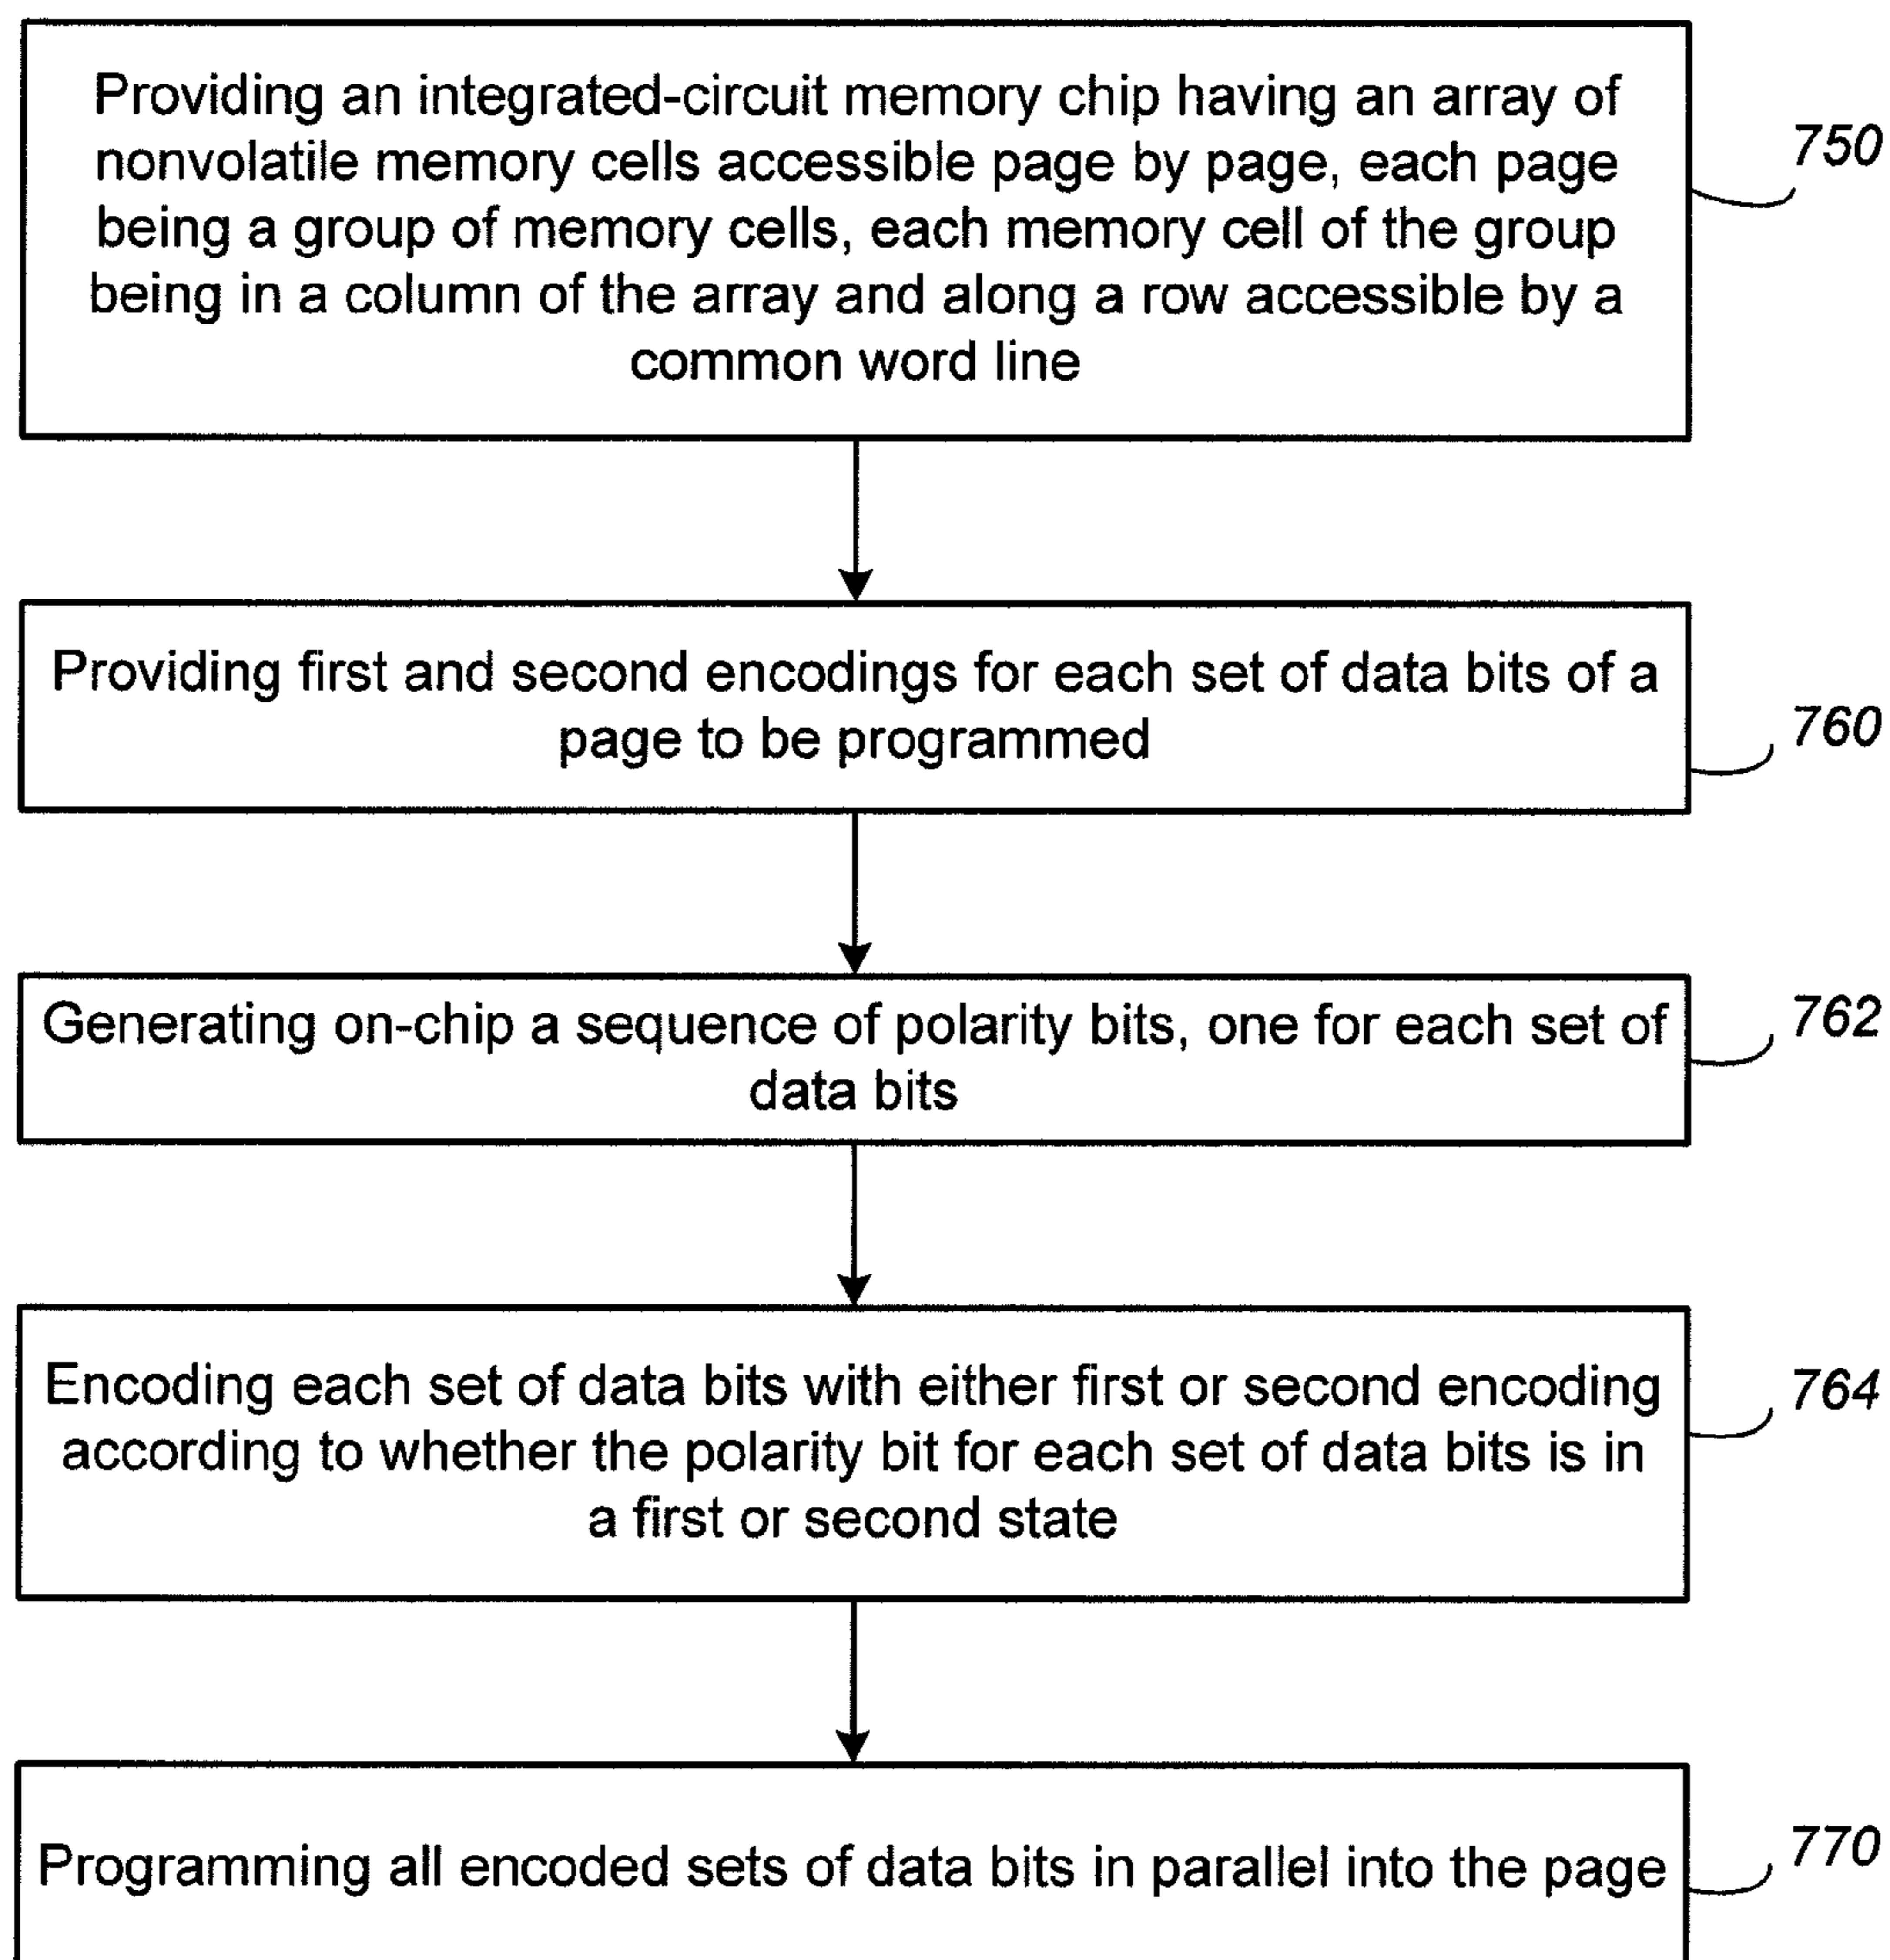 Providing an integrated-circuit memory chip having an array of
nonvolatile memory cells accessible page by page, each page
being a group of memory cells, each memory cell of the group
being in a column of the array and along a row accessible by a
common word line
750
Providing first and second encodings for each set of data bits of a
page to be programmed
760
Generating on-chip a sequence of polarity bits, one for each set of
data bits
762
Encoding each set of data bits with either first or second encoding
according to whether the polarity bit for each set of data bits is in
a first or second state
764
Programming all encoded sets of data bits in parallel into the page
770